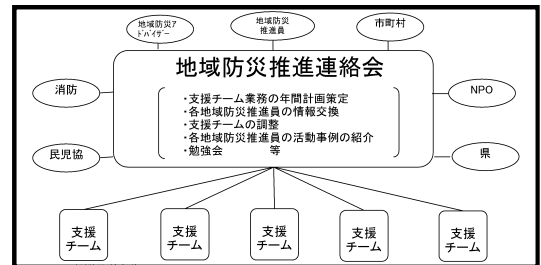 地域防災ア
ﾄﾞﾊﾞｲｻﾞｰ
地域防災
推進員
市町村
地域防災推進連絡会
消防
NPO
・支援チーム業務の年間計画策定
・各地域防災推進員の情報交換
・支援チームの調整
・各地域防災推進員の活動事例の紹介
・勉強会　　　　等
民児協
県
支援
チーム
支援
チーム
支援
チーム
支援
チーム
支援
チーム